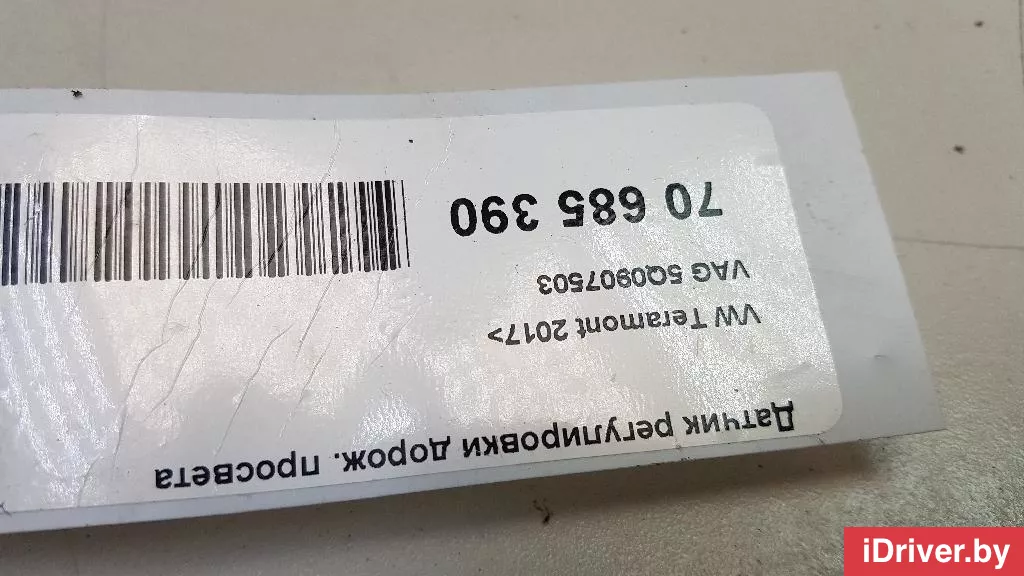 Датчик регулировки дорож. просвета
VW Teramont 2017>
VAG 5Q0907503
70 685 390
iDriver.by